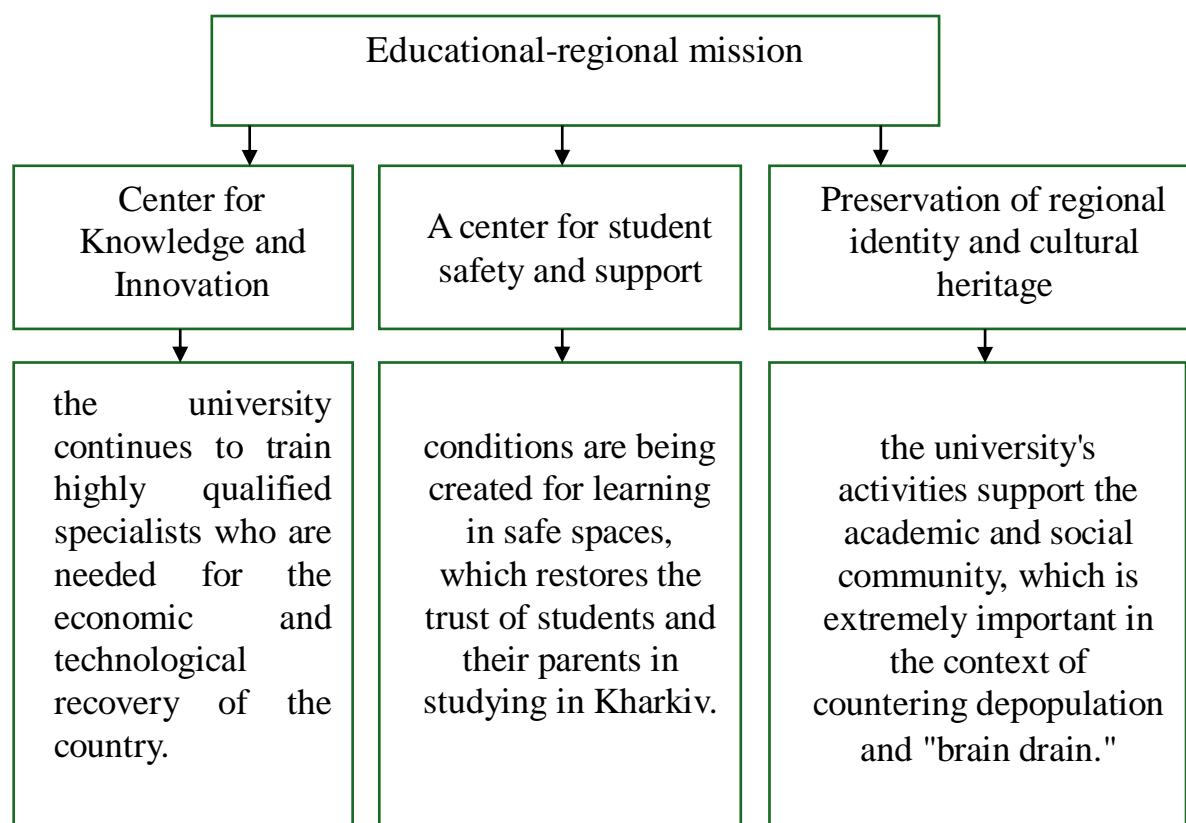 Educational-regional mission
Center for
Knowledge and
Innovation
the university
continues to train
highly qualified
specialists who are
needed for the
economic and
technological
recovery of the
country.
A center for student
safety and support
conditions are being
created for learning
in safe spaces,
which restores the
trust of students and
their parents in
studying in Kharkiv.
Preservation of regional
identity and cultural
heritage
the university's
activities support the
academic and social
community, which is
extremely important in
the context of
countering depopulation
and "brain drain."